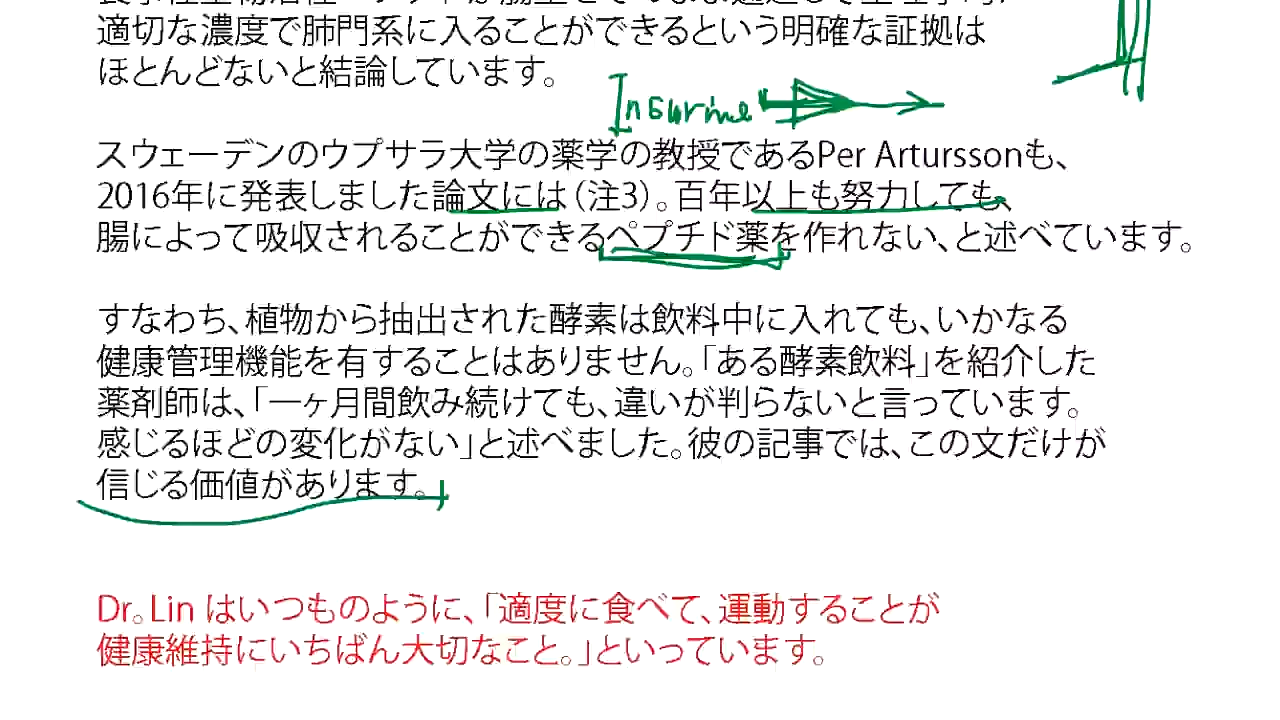 適切な濃度で肺門系に入ることができるという明確な証拠は
ほとんどないと結論しています。
スウェーデンのウプサラ大学の薬学の教授であるPer Arturssonも、
2016年に発表しました論文には（注3）。百年以上も努力しても、
腸によって吸収されることができるペプチド薬を作れない、と述べています。
すなわち、植物から抽出された酵素は飲料中に入れても、いかなる
健康管理機能を有することはありません。「ある酵素飲料」を紹介した
薬剤師は、「一ヶ月間飲み続けても、違いが判らないと言っています。
感じるほどの変化がない」と述べました。彼の記事では、この文だけが
信じる価値があります。
Dr。Lin はいつものように、「適度に食べて、運動することが
健康維持にいちばん大切なこと。」といっています。